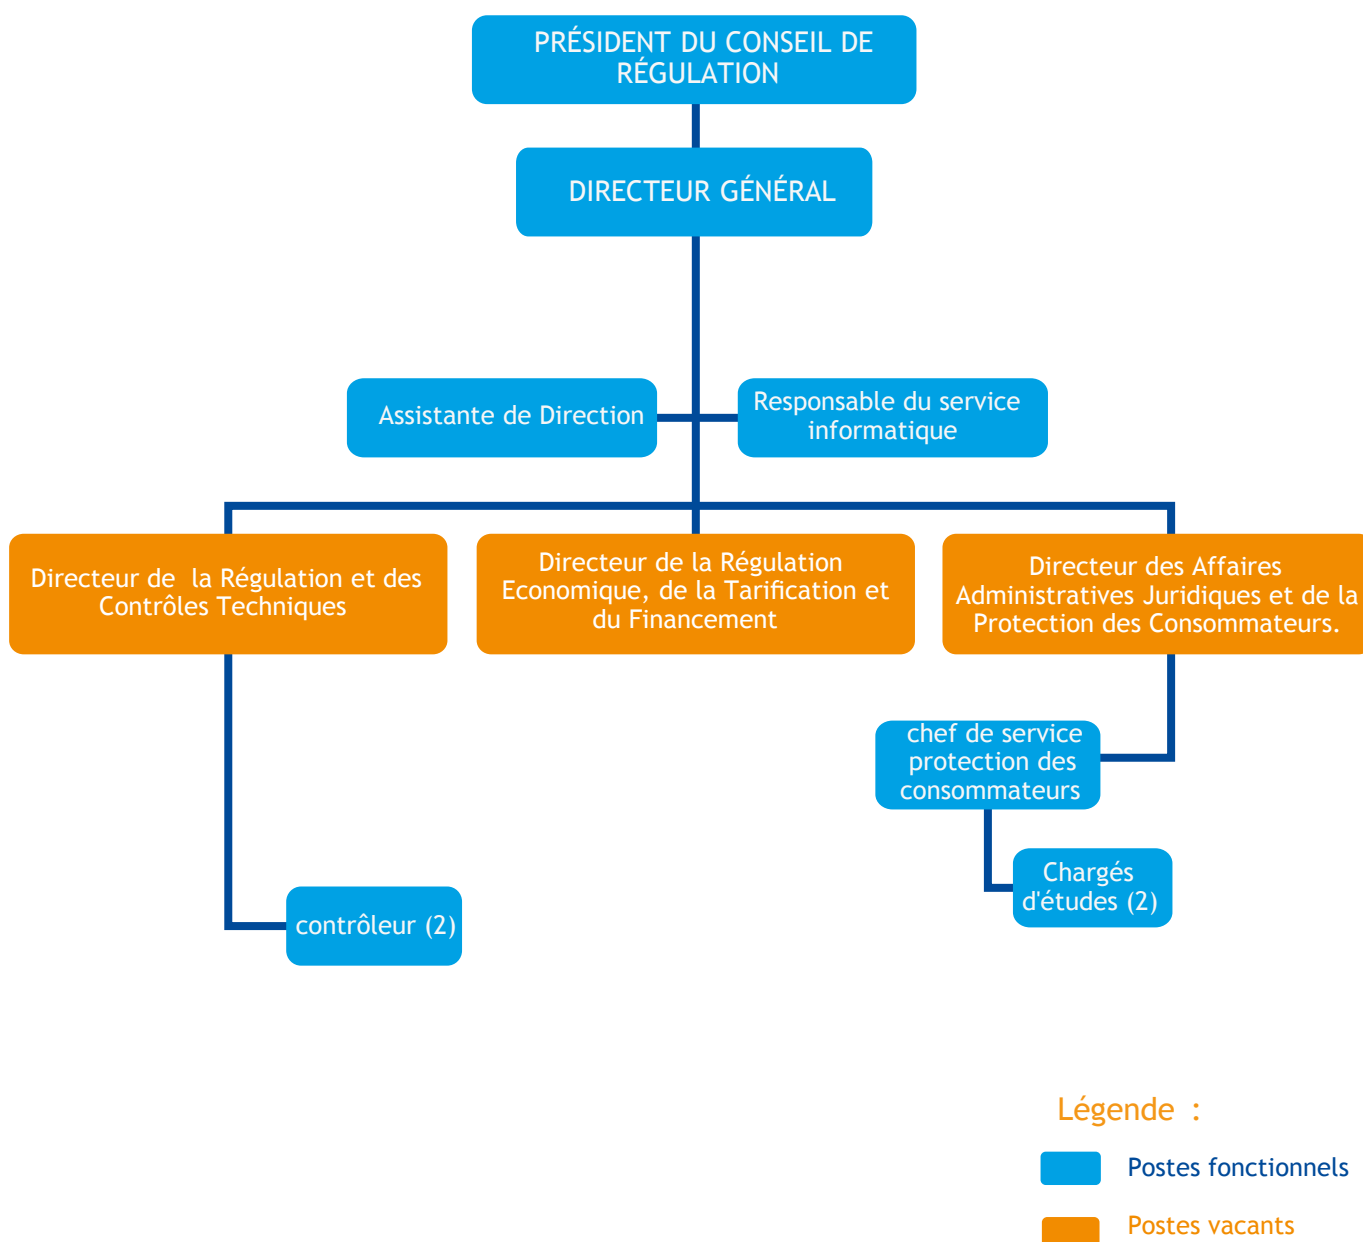 PRÉSIDENT DU CONSEIL DE
RÉGULATION
DIRECTEUR GÉNÉRAL
Assistante de Direction
Responsable du service
informatique
Directeur de la Régulation et des
Contrôles Techniques
Directeur de la Régulation
Economique, de la Tarification et
du Financement
Directeur des Affaires
Administratives Juridiques et de la
Protection des Consommateurs.
chef de service
protection des
consommateurs
Chargés
d'études (2)
contrôleur (2)
Légende :
Postes fonctionnels
Postes vacants